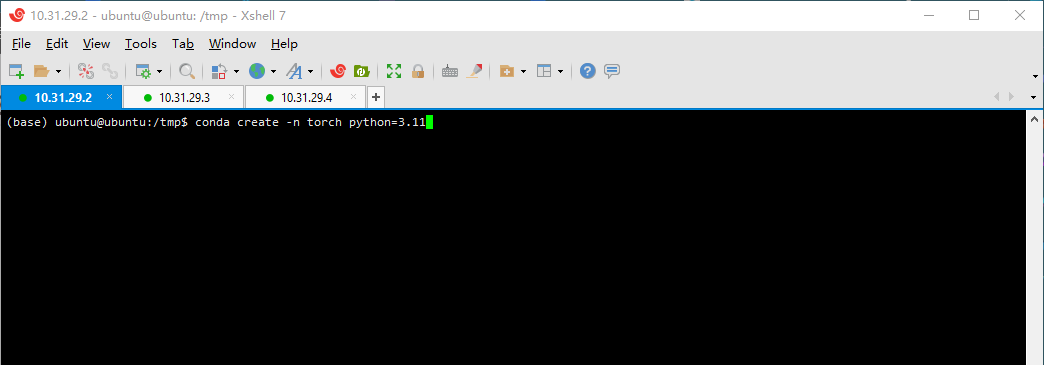 10.31.29.2 - ubuntu@ubuntu: /tmp - Xshell 7
File Edit View Tools Tab Window Help
10.31.29.2 10.31.29.3 10.31.29.4
(base) ubuntu@ubuntu:/tmp$ conda create -n torch python=3.11